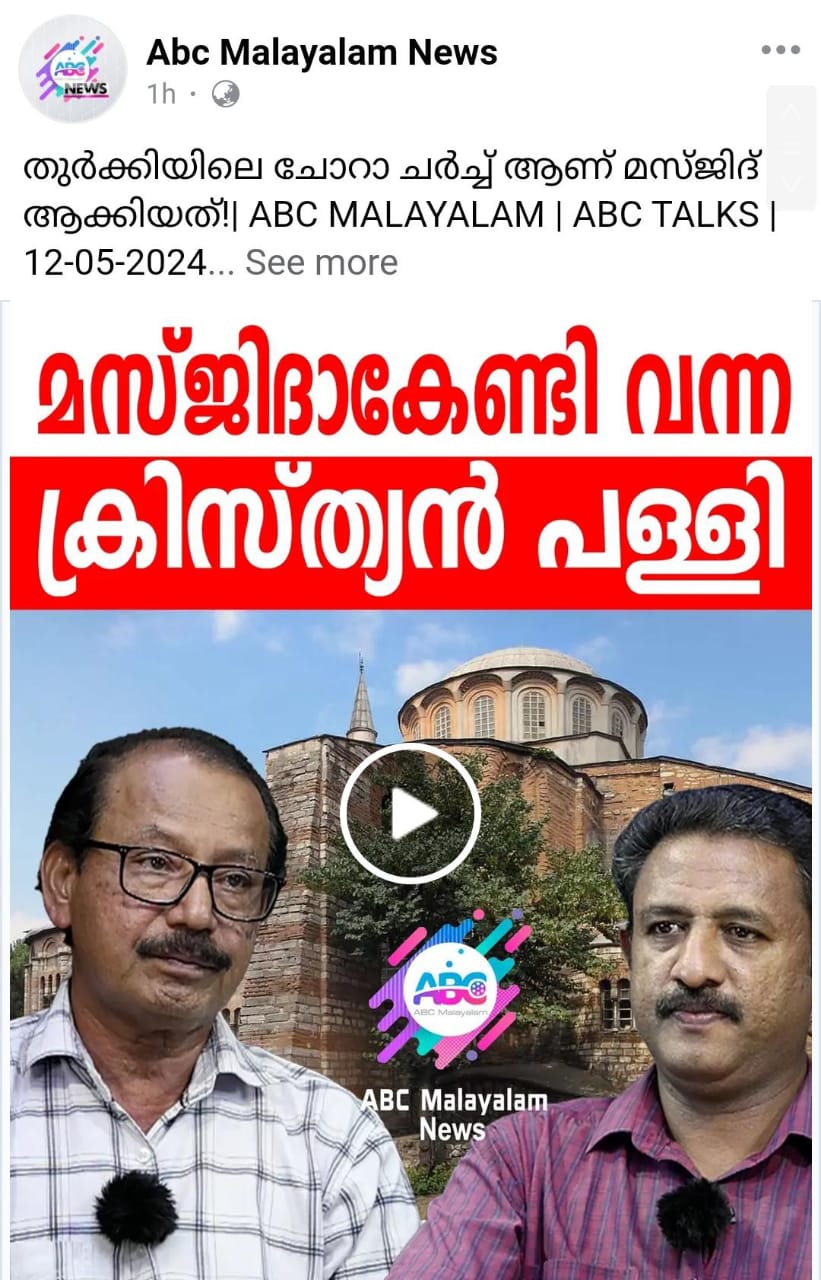 Abc Malayalam News
1h ·
തുർക്കിയിലെ ചോറാ ചർച്ച് ആണ് മസ്ജിദ്
ആക്കിയത്!| ABC MALAYALAM | ABC TALKS |
12-05-2024... See more
മസ്ജിദാകേണ്ടി വന്ന
ക്രിസ്ത്യൻ പള്ളി
ABC
NEWS
ABC
ABC Malayalam
ABC Malayalam
News